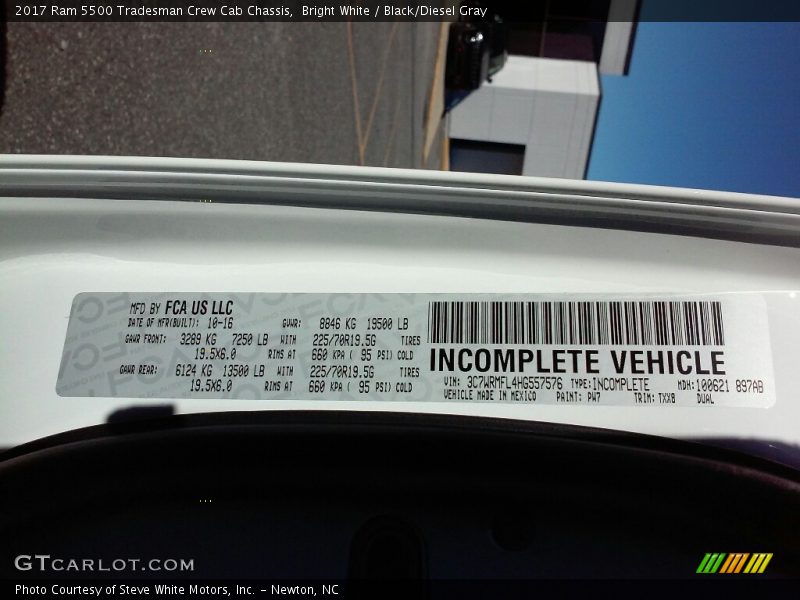 2017 Ram 5500 Tradesman Crew Cab Chassis,  Bright White / Black/Diesel Gray
MFD BY FCA US LLC
DATE OF MFR(BUILT): 10-16 GVWR: 8846 KG 19500 LB
GAWR FRONT: 3289 KG 7250 LB WITH 225/70R19.5G TIRES
19.5X6.0 RIMS AT 660 KPA ( 95 PSI) COLD
GAWR REAR: 6124 KG 13500 LB WITH 225/70R19.5G TIRES
19.5X6.0 RIMS AT 660 KPA ( 95 PSI) COLD
INCOMPLETE VEHICLE
VIN: 3C7WRMFL4HG557576 TYPE: INCOMPLETE MDH: 100621 897AB
VEHICLE MADE IN MEXICO PAINT: PW7 TRIM: TXX8 DUAL
GTCARLOT.COM
Photo Courtesy of Steve White Motors, Inc. - Newton, NC